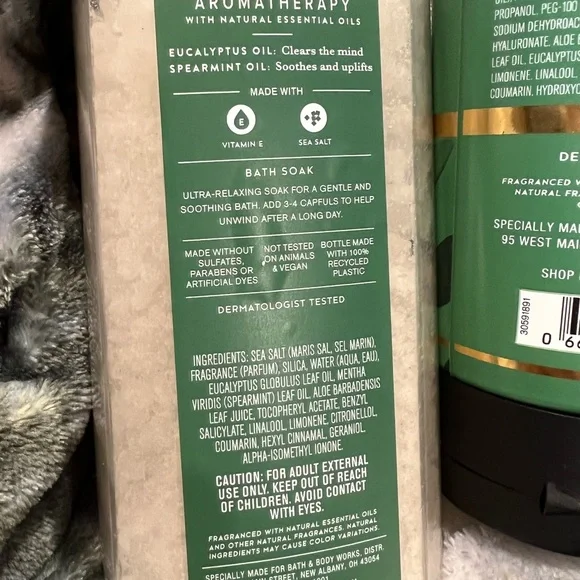 AROMATHERAPY
WITH NATURAL ESSENTIAL OILS
EUCALYPTUS OIL: Clears the mind
SPEARMINT OIL: Soothes and uplifts
MADE WITH
E
VITAMIN E
SEA SALT
BATH SOAK
ULTRA-RELAXING SOAK FOR A GENTLE AND
SOOTHING BATH. ADD 3-4 CAPFULS TO HELP
UNWIND AFTER A LONG DAY.
MADE WITHOUT
SULFATES,
PARABENS OR
ARTIFICIAL DYES
NOT TESTED
ON ANIMALS
& VEGAN
BOTTLE MADE
WITH 100%
RECYCLED
PLASTIC
DERMATOLOGIST TESTED
INGREDIENTS: SEA SALT (MARIS SAL, SEL MARIN),
FRAGRANCE (PARFUM), SILICA, WATER (AQUA, EAU),
EUCALYPTUS GLOBULUS LEAF OIL, MENTHA
VIRIDIS (SPEARMINT) LEAF OIL, ALOE BARBADENSIS
LEAF JUICE, TOCOPHERYL ACETATE, BENZYL
SALICYLATE, LINALOOL, LIMONENE, CITRONELLOL,
COUMARIN, HEXYL CINNAMAL, GERANIOL,
ALPHA-ISOMETHYL IONONE.
CAUTION: FOR ADULT EXTERNAL
USE ONLY. KEEP OUT OF REACH
OF CHILDREN. AVOID CONTACT
WITH EYES.
FRAGRANCED WITH NATURAL ESSENTIAL OILS
AND OTHER NATURAL FRAGRANCES. NATURAL
INGREDIENTS MAY CAUSE COLOR VARIATIONS.
SPECIALLY MADE FOR BATH & BODY WORKS, DISTR.
STREET, NEW ALBANY, OH 43054
PROPANOL, PEG-100
SODIUM DEHYDROAC
HYALURONATE, ALOE B
LEAF OIL, EUCALYPTUS
LIMONENE, LINALOOL,
COUMARIN, HYDROXYC
DE
FRAGRANCED W
NATURAL FRA
SPECIALLY MA
95 WEST MAI
SHOP
30591891
0 66